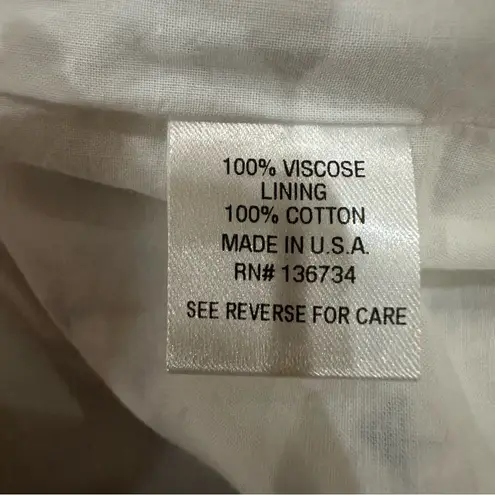 100% VISCOSE
LINING
100% COTTON
MADE IN U.S.A.
RN# 136734
SEE REVERSE FOR CARE